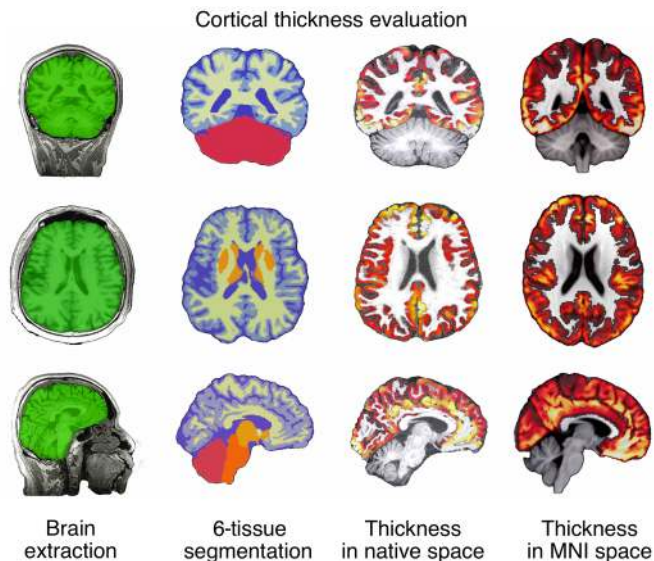 Cortical thickness evaluation
Brain
extraction
6-tissue
segmentation
Thickness
in native space
Thickness
in MNI space